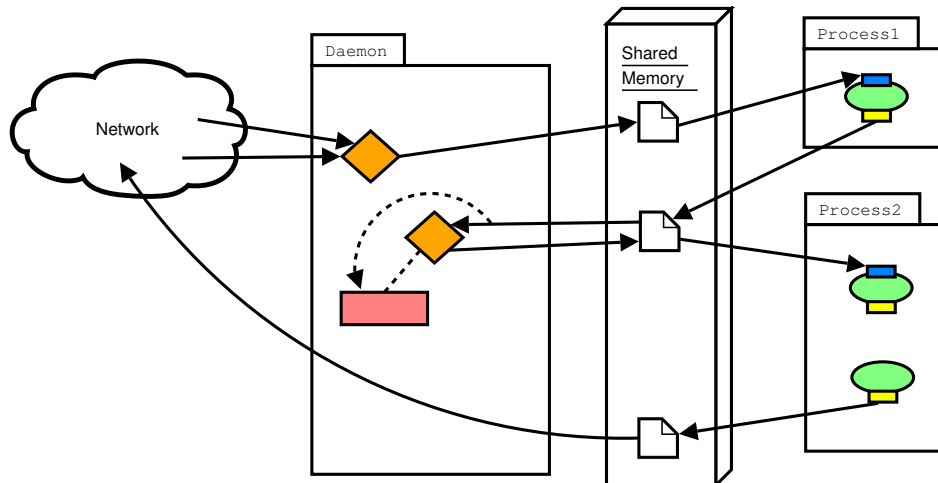 Process1
Daemon
Shared
Memory
Network
Process2